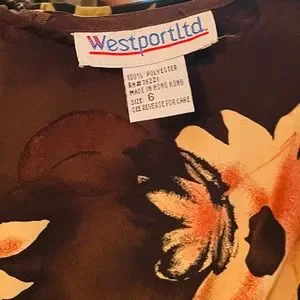 Westportltd.
100% POLYESTER
RN#76221
MADE IN HONG KONG
SIZE 6
SEE REVERSE FOR CARE